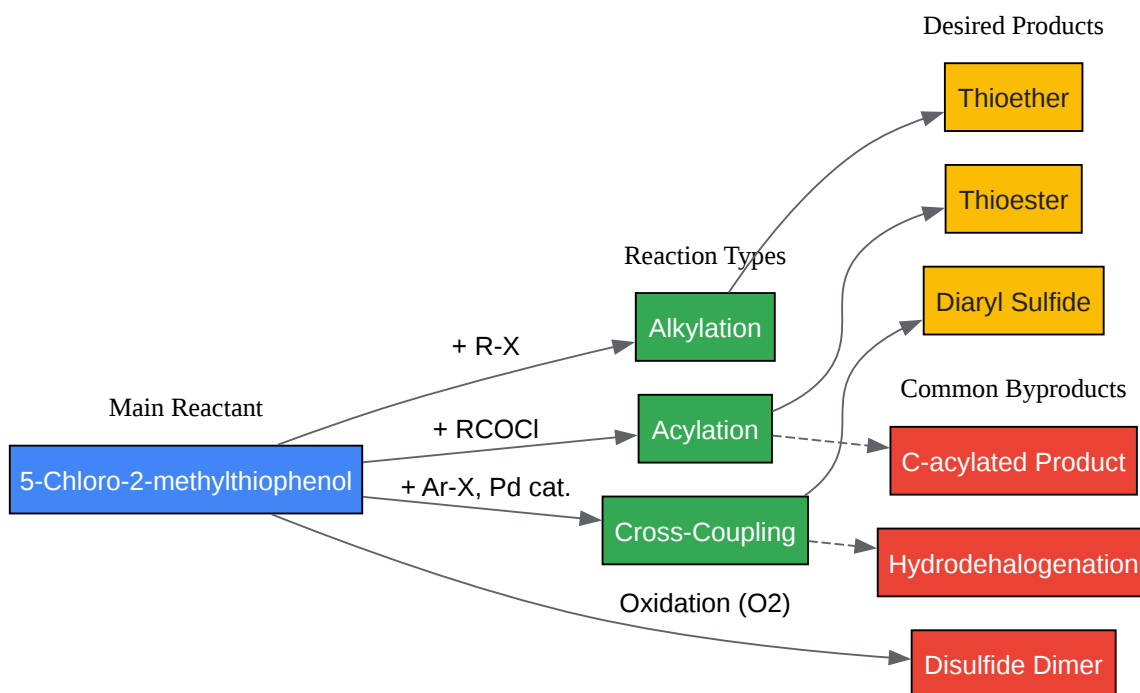 Desired Products
Thioether
Thioester
Reaction Types
Diaryl Sulfide
Alkylation
+ R-X
Common Byproducts
Main Reactant
+ RCOCl
Acylation
C-acylated Product
5-Chloro-2-methylthiophenol
+ Ar-X, Pd cat.
Cross-Coupling
Hydrodehalogenation
Oxidation (O2)
Disulfide Dimer